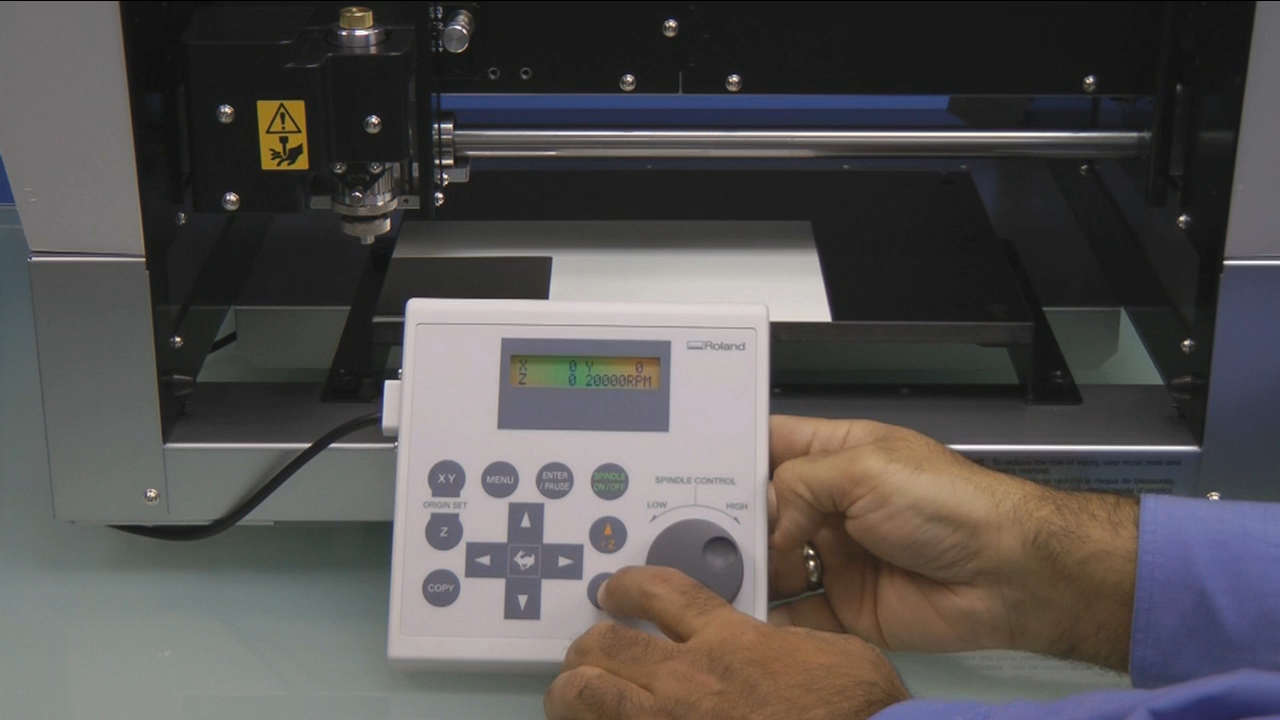 Roland
X 0 Y 0
Z 0 20000RPM
XY
MENU
ENTER
/ PAUSE
SPINDLE
ON / OFF
ORIGIN SET
SPINDLE CONTROL
LOW
HIGH
Z
+Z
COPY